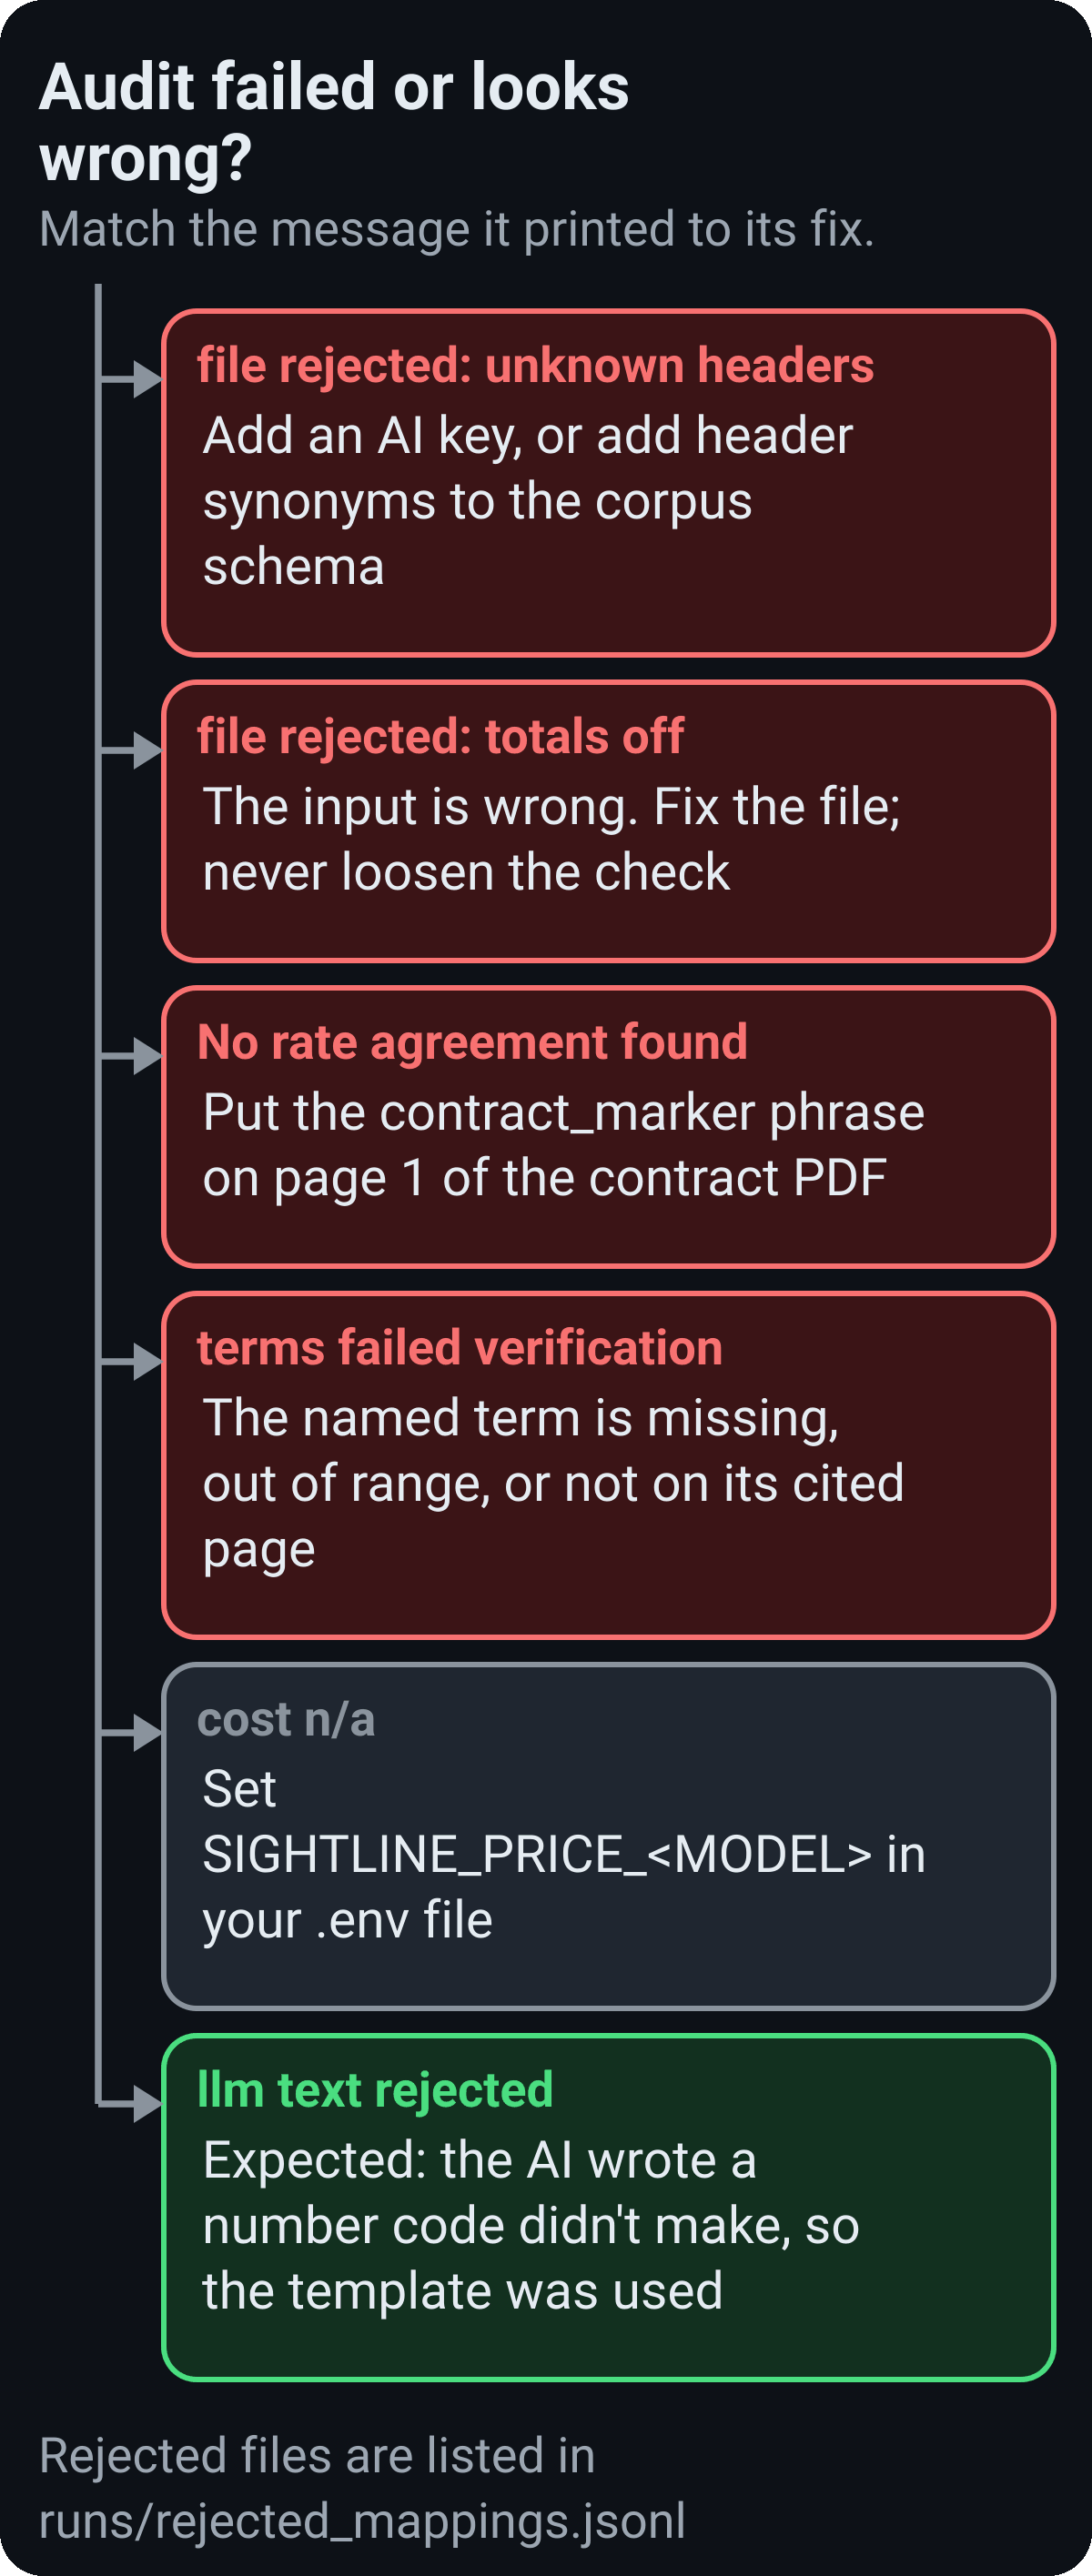 Audit failed or looks
wrong?
Match the message it printed to its fix.
file rejected: unknown headers
Add an AI key, or add header
synonyms to the corpus
schema
file rejected: totals off
The input is wrong. Fix the file;
never loosen the check
No rate agreement found
Put the contract_marker phrase
on page 1 of the contract PDF
terms failed verification
The named term is missing,
out of range, or not on its cited
page
cost n/a
Set
SIGHTLINE_PRICE_<MODEL> in
your .env file
llm text rejected
Expected: the AI wrote a
number code didn't make, so
the template was used
Rejected files are listed in
runs/rejected_mappings.jsonl